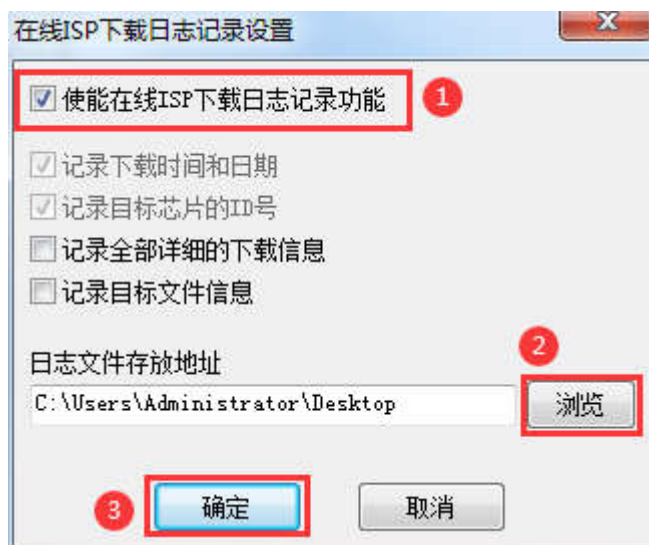 在线ISP下载日志记录设置
使能在线ISP下载日志记录功能 1
记录下载时间和日期
记录目标芯片的ID号
记录全部详细的下载信息
记录目标文件信息
2
日志文件存放地址
C:\Users\Administrator\Desktop 浏览
3 确定 取消